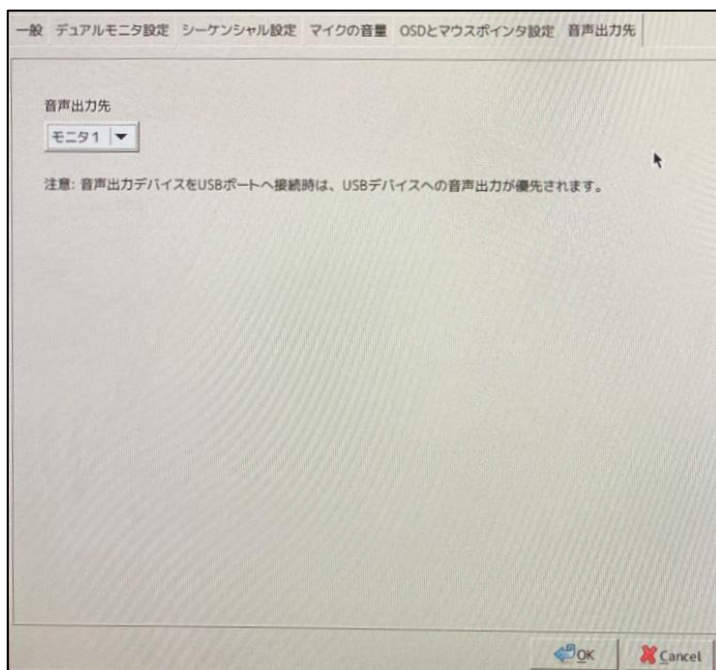 一般 デュアルモニタ設定 シーケンシャル設定 マイクの音量 OSDとマウスポインタ設定 音声出力先
音声出力先
モニタ1
注意: 音声出力デバイスをUSBポートへ接続時は、USBデバイスへの音声出力が優先されます。
OK Cancel